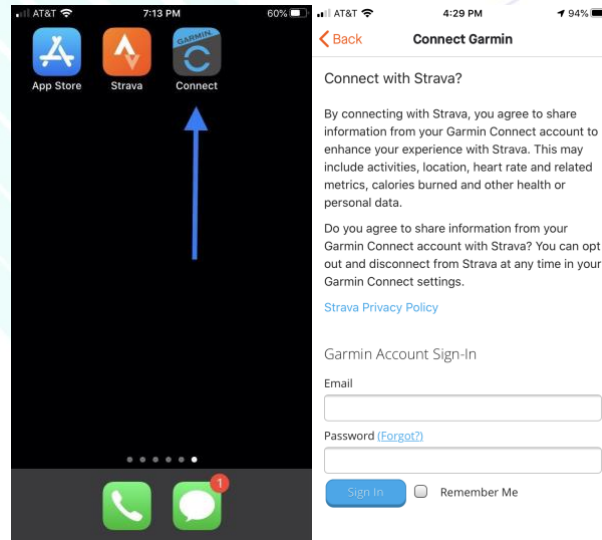 AT&T 7:13 PM 60%
GARMIN
App Store Strava Connect
1
AT&T 4:29 PM 94%
Back Connect Garmin
Connect with Strava?
By connecting with Strava, you agree to share
information from your Garmin Connect account to
enhance your experience with Strava. This may
include activities, location, heart rate and related
metrics, calories burned and other health or
personal data.
Do you agree to share information from your
Garmin Connect account with Strava? You can opt
out and disconnect from Strava at any time in your
Garmin Connect settings.
Strava Privacy Policy
Garmin Account Sign-In
Email
Password (Forgot?)
Sign In Remember Me